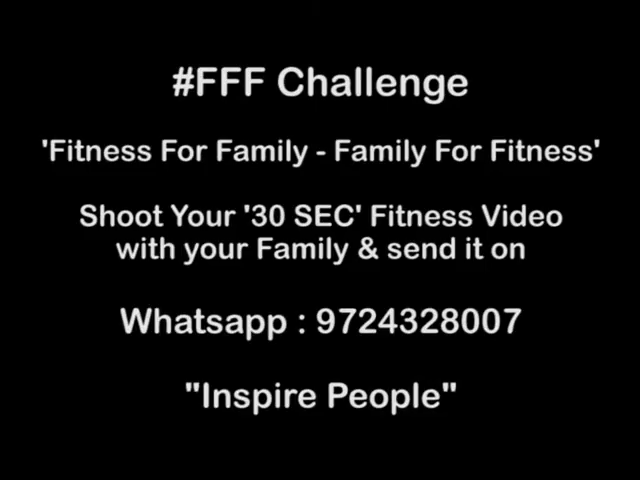 #FFF Challenge
'Fitness For Family - Family For Fitness'
Shoot Your '30 SEC' Fitness Video
with your Family & send it on
Whatsapp : 9724328007
"Inspire People"